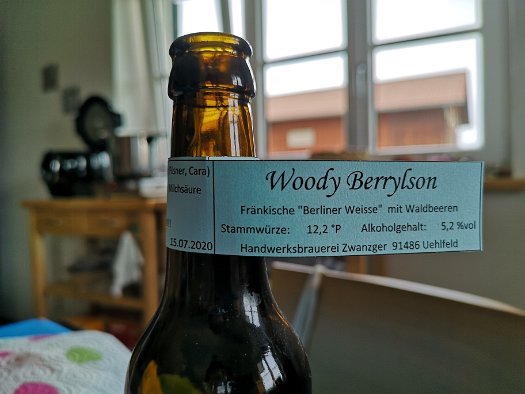 Pilsner, Cara)
Milchsäure
15.07.2020
Woody Berrylson
Fränkische "Berliner Weisse" mit Waldbeeren
Stammwürze: 12,2 °P Alkoholgehalt: 5,2 %vol
Handwerksbrauerei Zwanzger 91486 Uehlfeld